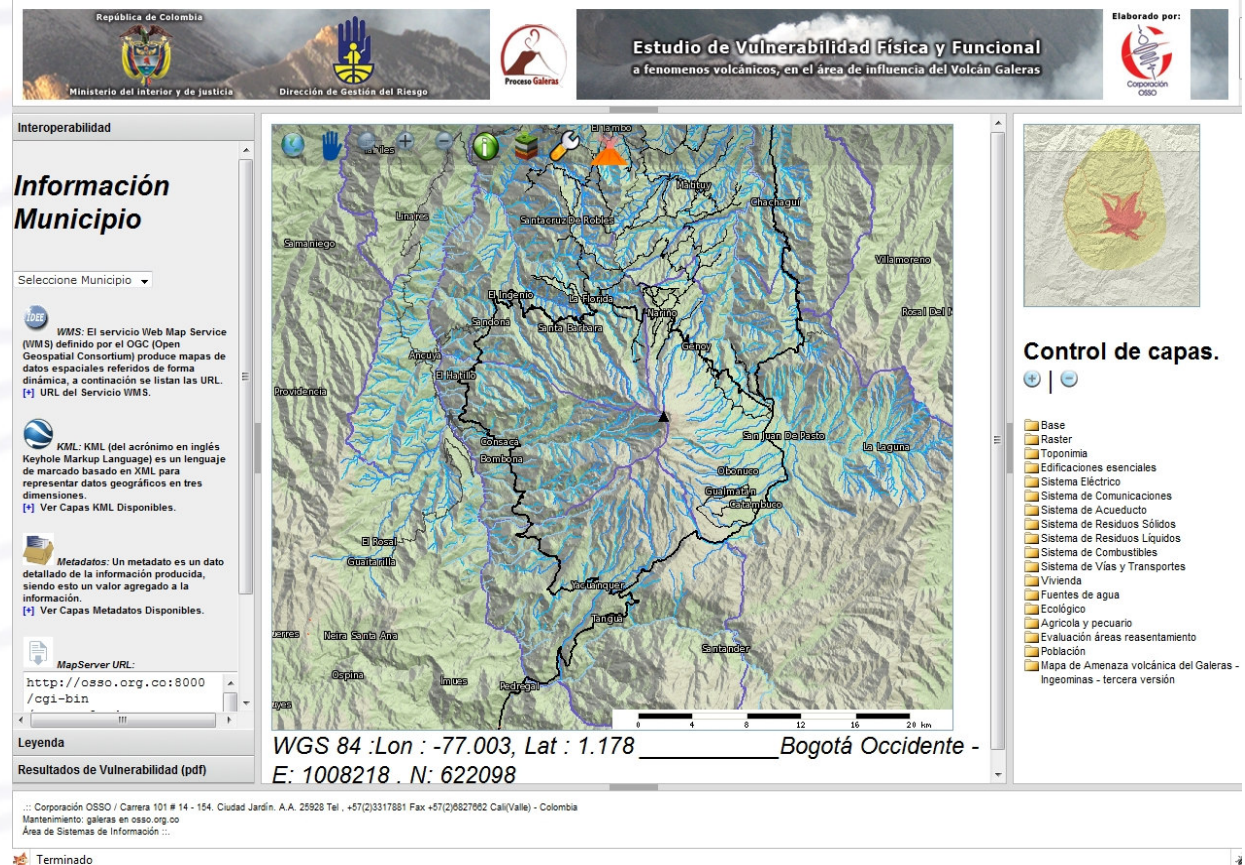 República de Colombia
Ministerio del interior y de justicia
Dirección de Gestión del Riesgo
Proceso Galeras
Estudio de Vulnerabilidad Física y Funcional
a fenomenos volcánicos, en el área de influencia del Volcán Galeras
Elaborado por:
Corporación
OSSO
Interoperabilidad
Información
Municipio
Seleccione Municipio
IDEE
WMS: El servicio Web Map Service
(WMS) definido por el OGC (Open
Geospatial Consortium) produce mapas de
datos espaciales referidos de forma
dinámica, a continación se listan las URL.
[+] URL del Servicio WMS.
KML: KML (del acrónimo en inglés
Keyhole Markup Language) es un lenguaje
de marcado basado en XML para
representar datos geográficos en tres
dimensiones.
[+] Ver Capas KML Disponibles.
Metadatos: Un metadato es un dato
detallado de la información producida,
siendo esto un valor agregado a la
información.
[+] Ver Capas Metadatos Disponibles.
MapServer URL:
http://osso.org.co:8000
/cgi-bin
Leyenda
Resultados de Vulnerabilidad (pdf)
El Tambo
Matituy
Chachagui
Linares
Santacruz De Robles
Samaniego
Villamoreno
El Ingenio
La Florida
Nariño
Rosal Del
Sandoná
Santa Bárbara
Genoy
Ancuya
El Hatillo
Providencia
Consacá
San Juan De Pasto
La Laguna
Bombona
Obonuco
Gualmatán
Catambuco
El Rosal
Guaitarilla
Yacuanquer
Tangua
Neira
Santa Ana
Santander
Ospina
Imues
Pedregal
0 4 8 12 16 20 km
WGS 84 :Lon : -77.003, Lat : 1.178___________Bogotá Occidente -
E: 1008218 . N: 622098
Control de capas.
|
Base
Raster
Toponimia
Edificaciones esenciales
Sistema Eléctrico
Sistema de Comunicaciones
Sistema de Acueducto
Sistema de Residuos Sólidos
Sistema de Residuos Líquidos
Sistema de Combustibles
Sistema de Vías y Transportes
Vivienda
Fuentes de agua
Ecológico
Agricola y pecuario
Evaluación áreas reasentamiento
Población
Mapa de Amenaza volcánica del Galeras -
Ingeominas - tercera versión
.:: Corporación OSSO / Carrera 101 # 14 - 154. Ciudad Jardín. A.A. 25928 Tel , +57(2)3317881 Fax +57(2)6827662 Cali(Valle) - Colombia
Mantenimiento: galeras en osso.org.co
Área de Sistemas de Información ::.
Terminado